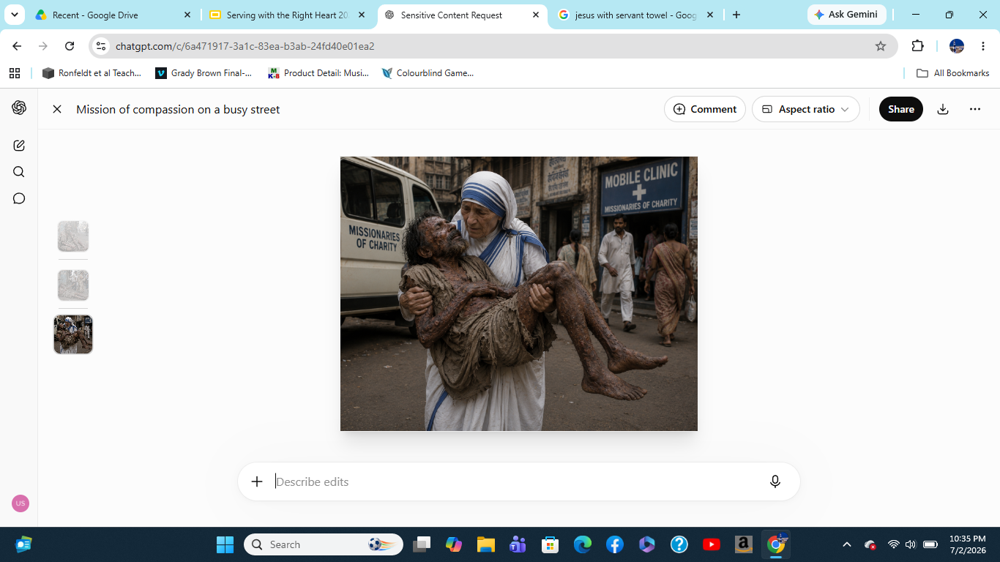 Recent - Google Drive
Serving with the Right Heart 20
Sensitive Content Request
jesus with servant towel - Goog
Ask Gemini
chatgpt.com/c/6a471917-3a1c-83ea-b3ab-24fd40e01ea2
Ronfeldt et al Teach...
Grady Brown Final-...
MK-8
Product Detail: Musi...
Colourblind Game...
All Bookmarks
Mission of compassion on a busy street
Comment
Aspect ratio
Share
MOBILE CLINIC
MISSIONARIES OF CHARITY
MISSIONARIES
OF CHARITY
Describe edits
US
Search
10:35 PM
7/2/2026